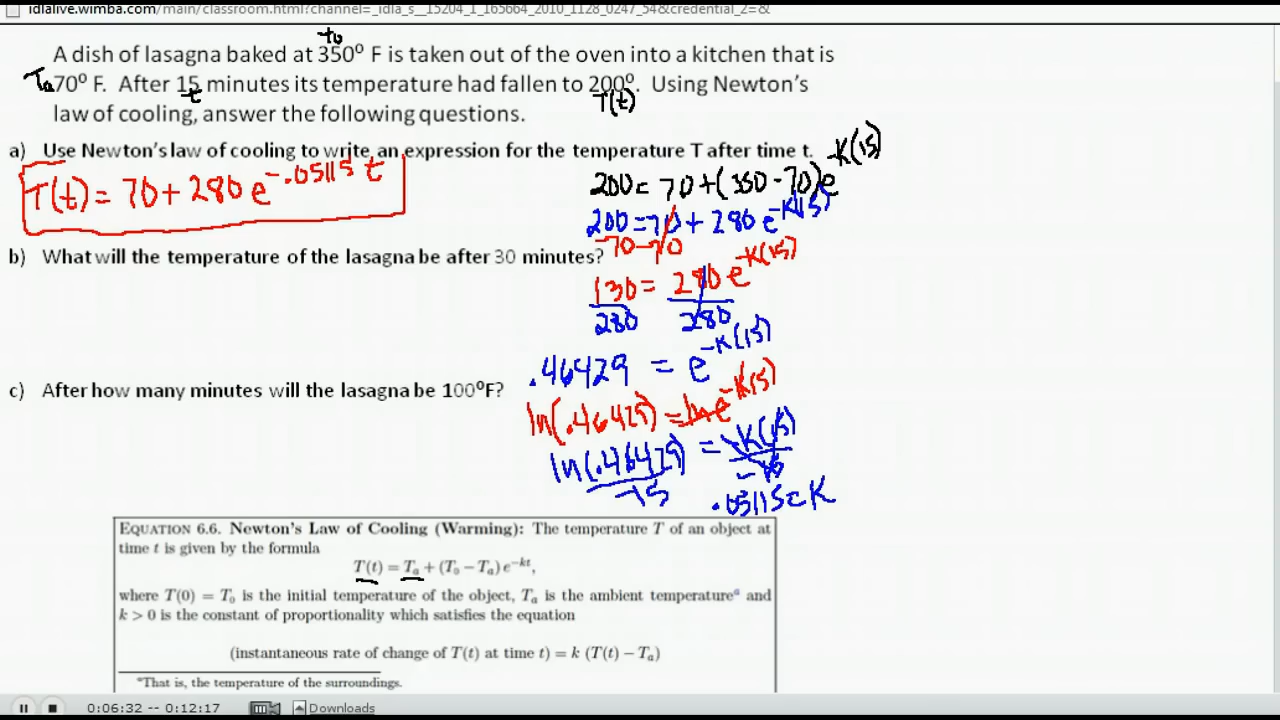 idlalive.wimba.com/main/classroom.html?channel=_idla_s__15204_1_165664_2010_1128_0247_54&credential_2=&
to
A dish of lasagna baked at 350⁰ F is taken out of the oven into a kitchen that is
Ta
70⁰ F. After 15 minutes its temperature had fallen to 200⁰. Using Newton's
t
T(t)
law of cooling, answer the following questions.
a) Use Newton's law of cooling to write an expression for the temperature T after time t.
T(t) = 70 + 280 e^-.05115 t
200 = 70 + (350 - 70) e^-K(15)
200 = 70 + 280 e^-K(15)
-70 -70
b) What will the temperature of the lasagna be after 30 minutes?
130 = 280 e^-K(15)
280 280
.46429 = e^-K(15)
c) After how many minutes will the lasagna be 100⁰F?
ln(.46429) = ln e^-K(15)
ln(.46429) = -K(15)
-15 -15
.05115 = K
EQUATION 6.6. Newton's Law of Cooling (Warming): The temperature T of an object at
time t is given by the formula
T(t) = Ta + (T0 − Ta) e^−kt,
where T(0) = T0 is the initial temperature of the object, Ta is the ambient temperature^a and
k > 0 is the constant of proportionality which satisfies the equation
(instantaneous rate of change of T(t) at time t) = k (T(t) − Ta)
^aThat is, the temperature of the surroundings.
0:06:32 -- 0:12:17 Downloads